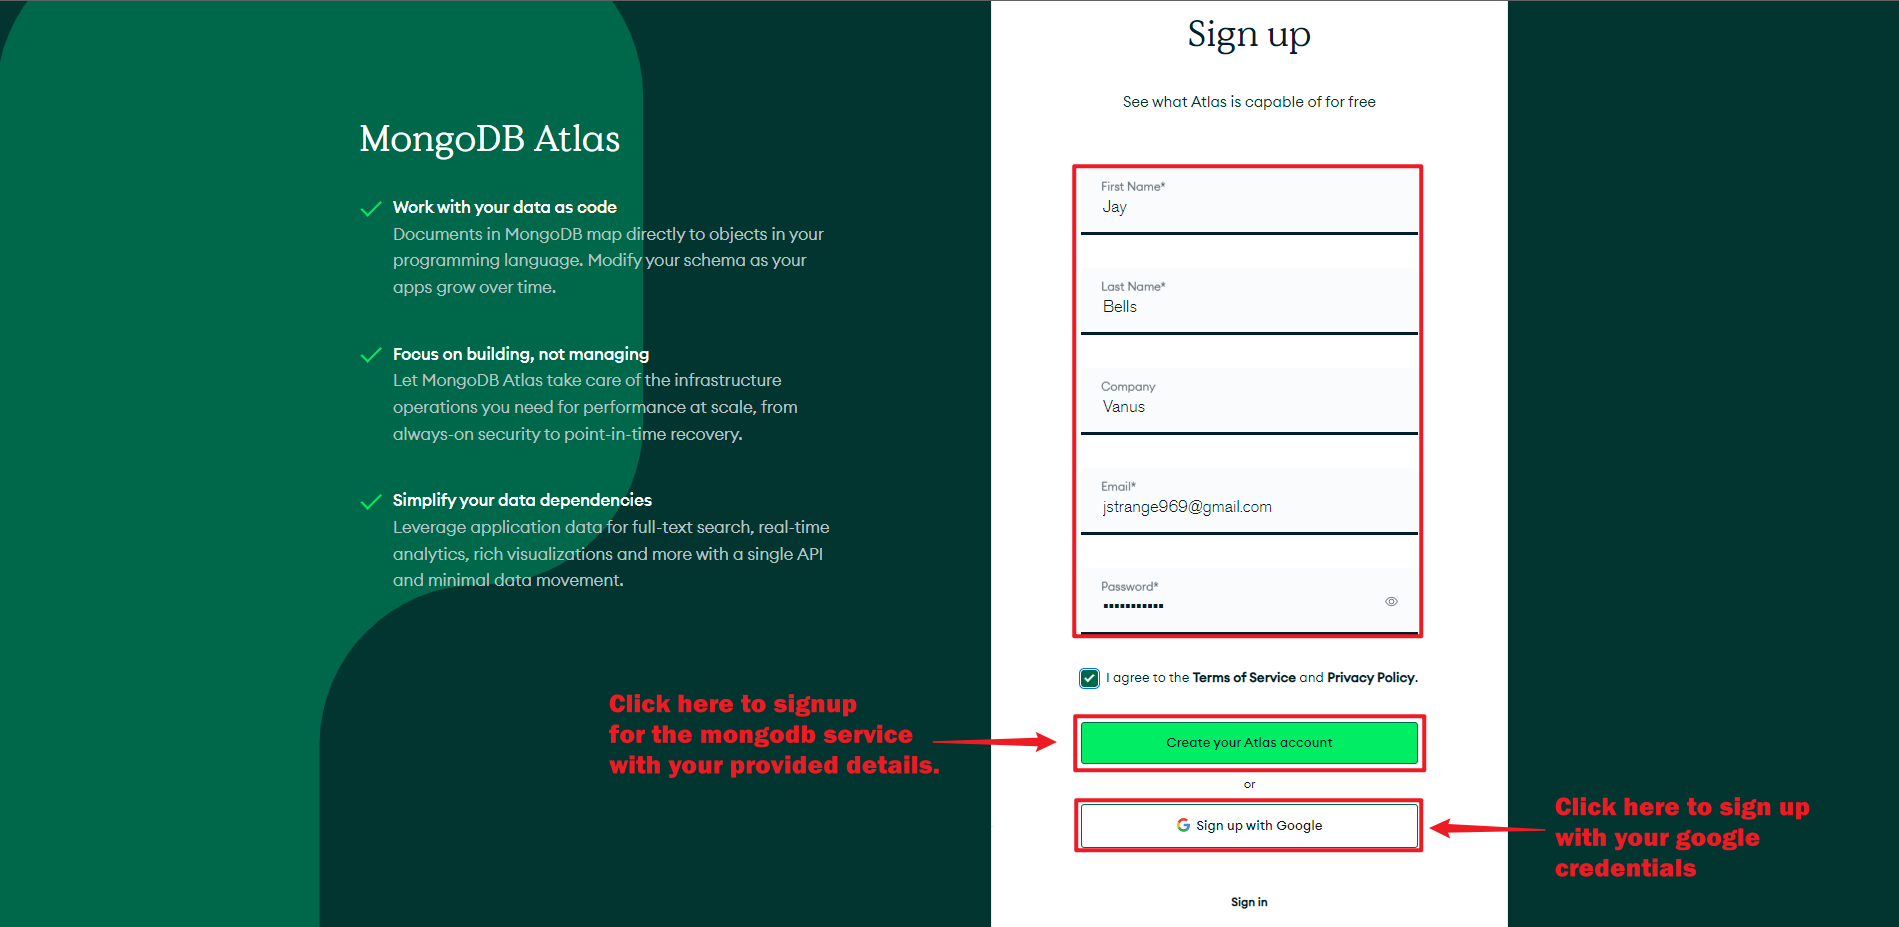 MongoDB Atlas
Work with your data as code
Documents in MongoDB map directly to objects in your
programming language. Modify your schema as your
apps grow over time.
Focus on building, not managing
Let MongoDB Atlas take care of the infrastructure
operations you need for performance at scale, from
always-on security to point-in-time recovery.
Simplify your data dependencies
Leverage application data for full-text search, real-time
analytics, rich visualizations and more with a single API
and minimal data movement.
Sign up
See what Atlas is capable of for free
First Name*
Jay
Last Name*
Bells
Company
Vanus
Email*
jstrange969@gmail.com
Password*
•••••••••••
I agree to the Terms of Service and Privacy Policy.
Click here to signup
for the mongodb service
with your provided details.
Create your Atlas account
or
Sign up with Google
Click here to sign up
with your google
credentials
Sign in